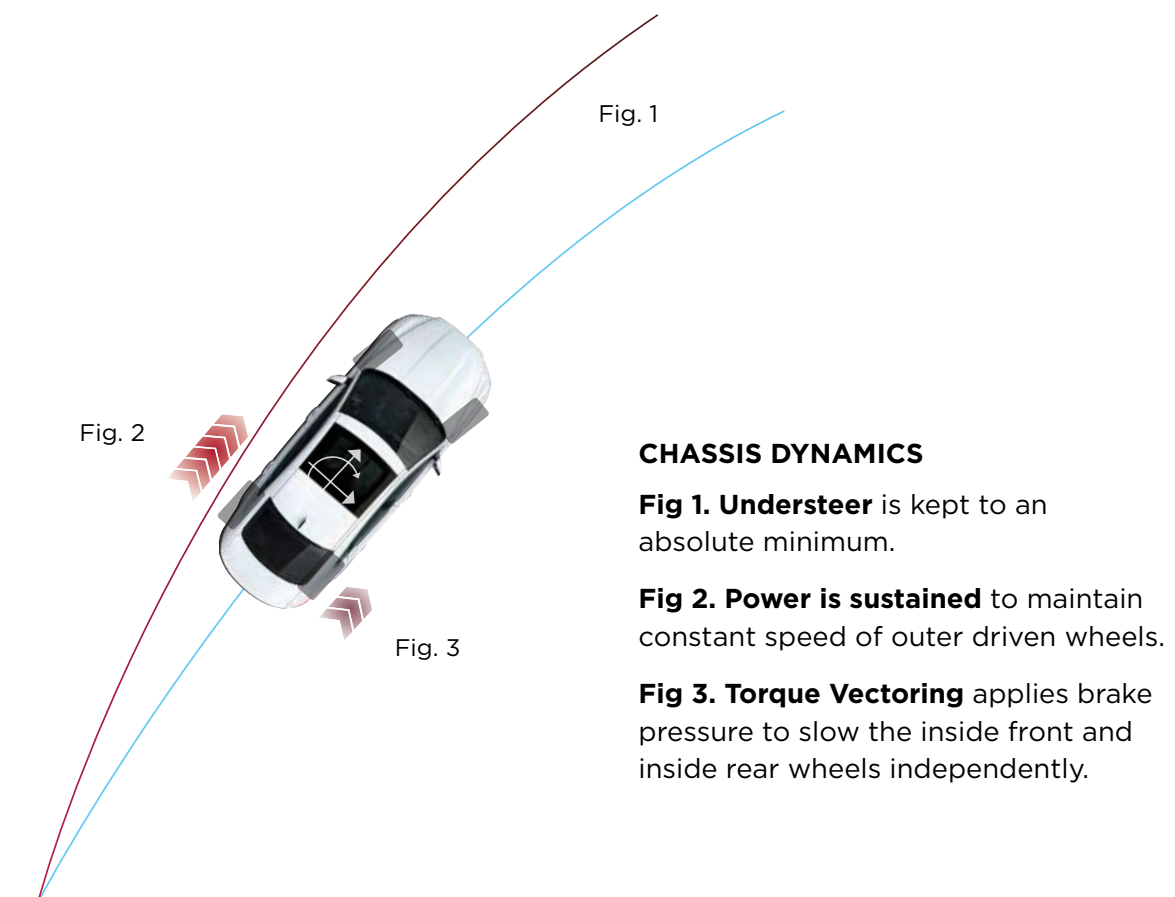 Fig. 1
Fig. 2
Fig. 3
CHASSIS DYNAMICS
Fig 1. Understeer is kept to an
absolute minimum.
Fig 2. Power is sustained to maintain
constant speed of outer driven wheels.
Fig 3. Torque Vectoring applies brake
pressure to slow the inside front and
inside rear wheels independently.